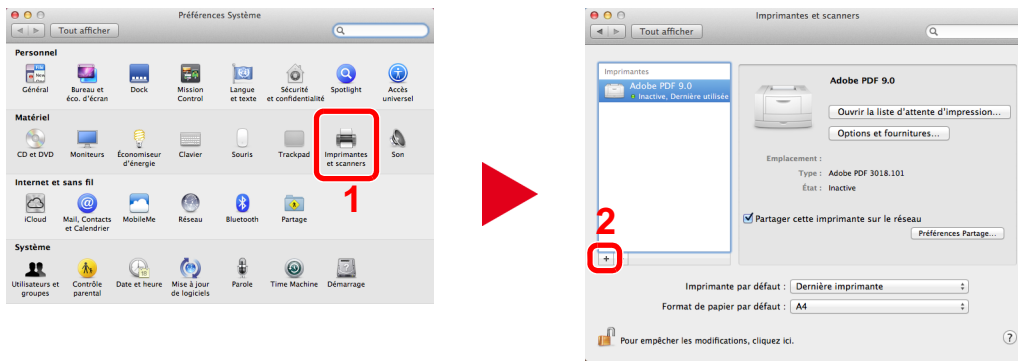 Préférences Système
Tout afficher
Personnel
Général
Bureau et éco. d'écran
Dock
Mission Control
Langue et texte
Sécurité et confidentialité
Spotlight
Accès universel
Matériel
CD et DVD
Moniteurs
Économiseur d'énergie
Clavier
Souris
Trackpad
Imprimantes et scanners
Son
1
Internet et sans fil
iCloud
Mail, Contacts et Calendrier
MobileMe
Réseau
Bluetooth
Partage
Système
Utilisateurs et groupes
Contrôle parental
Date et heure
Mise à jour de logiciels
Parole
Time Machine
Démarrage
Imprimantes et scanners
Tout afficher
Imprimantes
Adobe PDF 9.0
Inactive, Dernière utilisée
2
+
Adobe PDF 9.0
Ouvrir la liste d'attente d'impression...
Options et fournitures...
Emplacement :
Type : Adobe PDF 3018.101
État : Inactive
Partager cette imprimante sur le réseau
Préférences Partage...
Imprimante par défaut : Dernière imprimante
Format de papier par défaut : A4
Pour empêcher les modifications, cliquez ici.
?